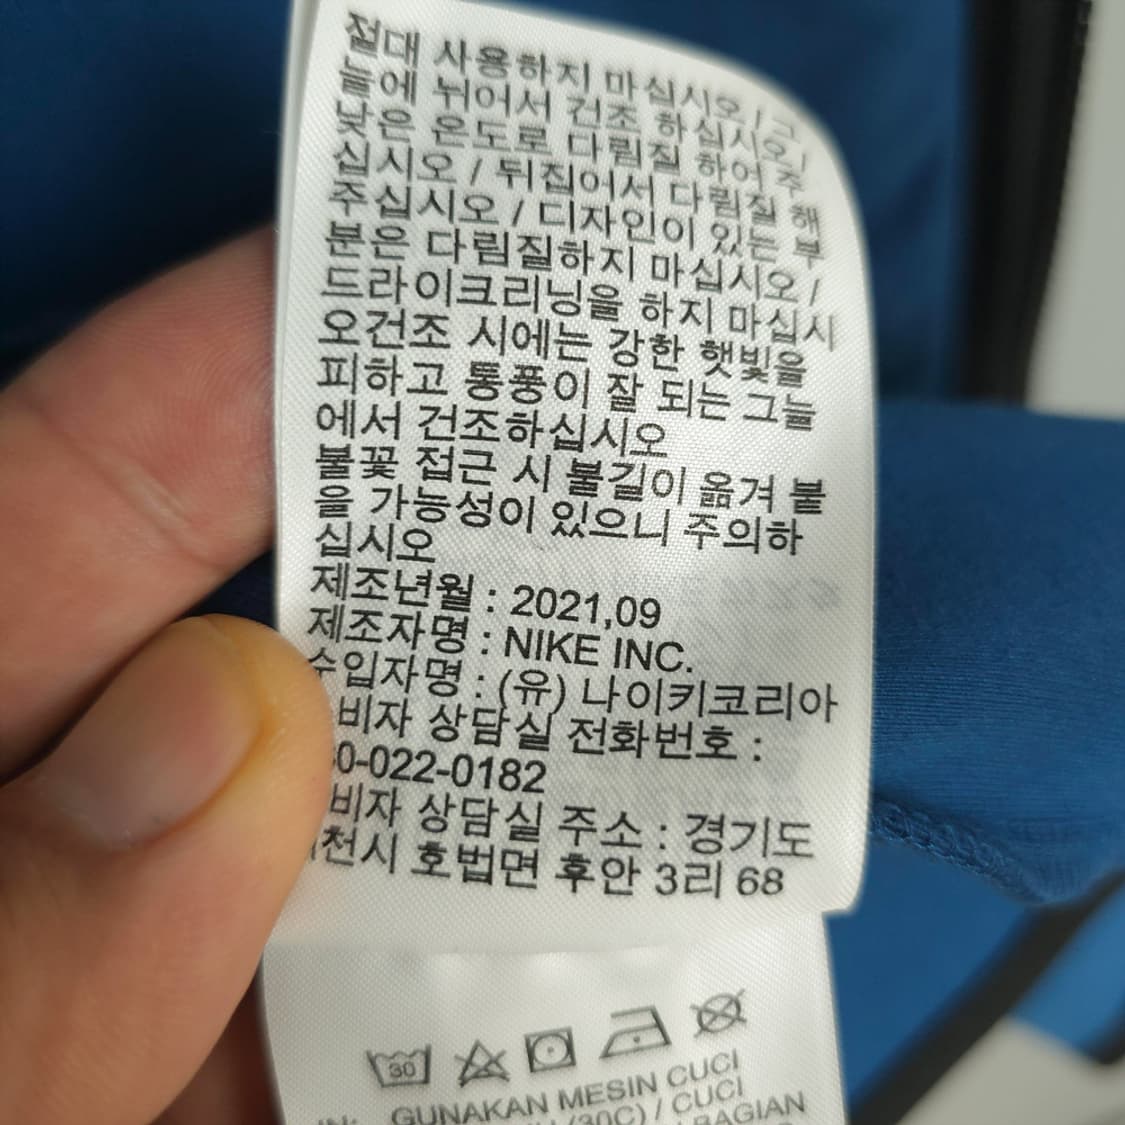 절대 사용하지 마십시오 / 그
늘에 뉘어서 건조 하십시오 /
낮은 온도로 다림질 하여 주
십시오 / 뒤집어서 다림질 해
주십시오 / 디자인이 있는 부
분은 다림질하지 마십시오 /
드라이크리닝을 하지 마십시
오건조 시에는 강한 햇빛을
피하고 통풍이 잘 되는 그늘
에서 건조하십시오
불꽃 접근 시 불길이 옮겨 붙
을 가능성이 있으니 주의하
십시오
제조년월 : 2021,09
제조자명 : NIKE INC.
수입자명 : (유) 나이키코리아
비자 상담실 전화번호 :
0-022-0182
비자 상담실 주소 : 경기도
천시 호법면 후안 3리 68
30
GUNAKAN MESIN CUCI
(30C) / CUCI
BAGIAN